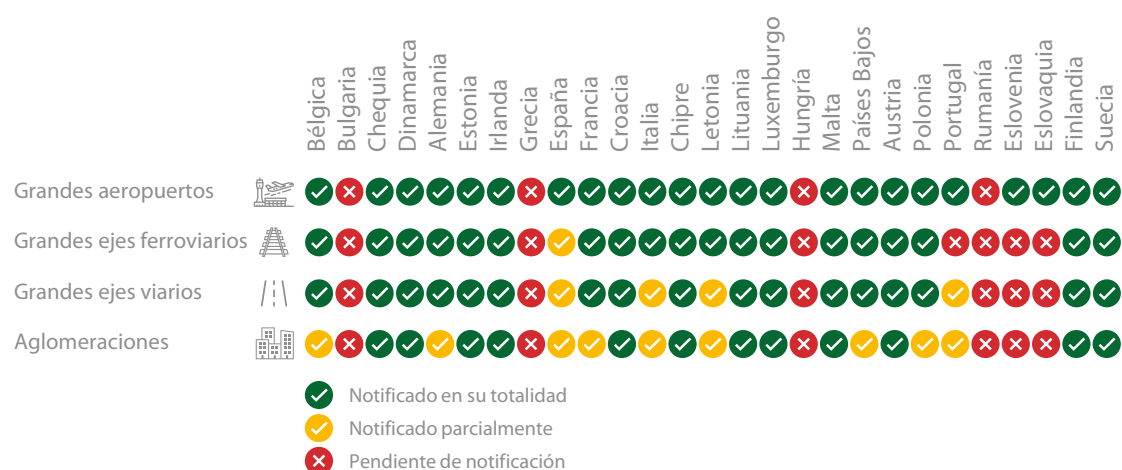 Bélgica
Bulgaria
Chequia
Dinamarca
Alemania
Estonia
Irlanda
Grecia
España
Francia
Croacia
Italia
Chipre
Letonia
Lituania
Luxemburgo
Hungría
Malta
Países Bajos
Austria
Polonia
Portugal
Rumanía
Eslovenia
Eslovaquia
Finlandia
Suecia
Grandes aeropuertos
Grandes ejes ferroviarios
Grandes ejes viarios
Aglomeraciones
Notificado en su totalidad
Notificado parcialmente
Pendiente de notificación